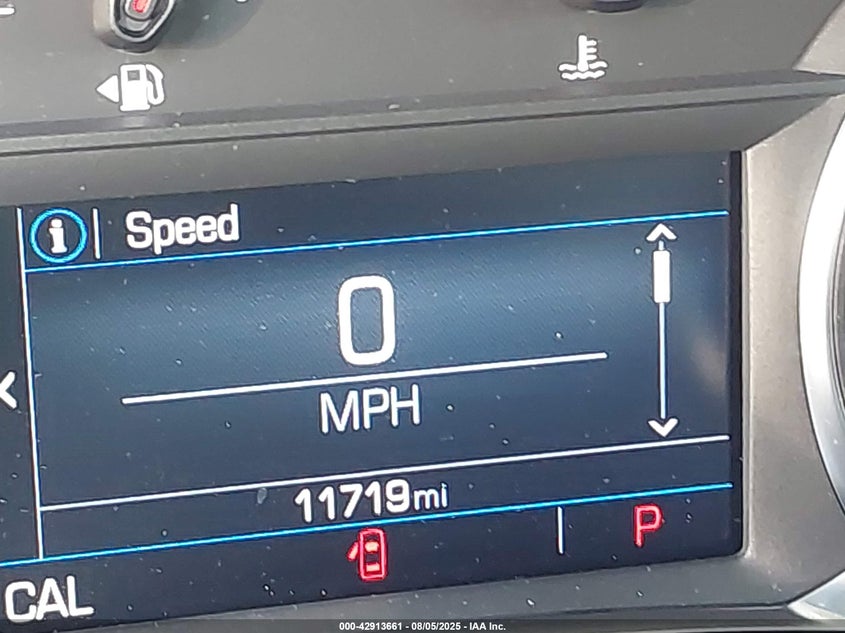 Speed
0
MPH
11719mi
P
CAL
000-42913661 - 08/05/2025 - IAA Inc.